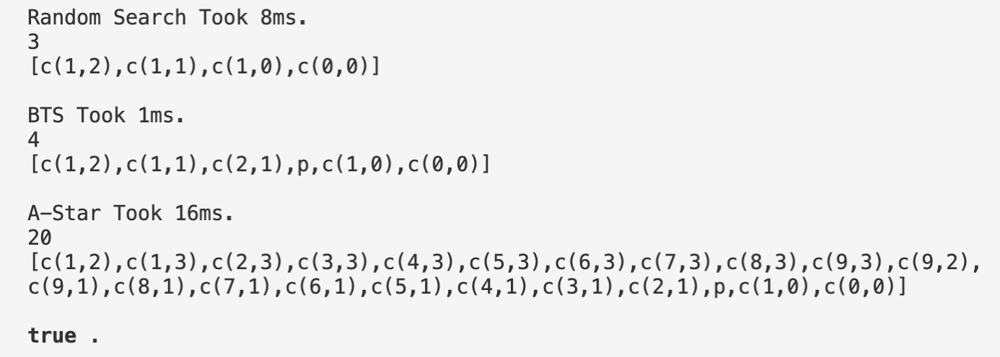 Random Search Took 8ms.
3
[c(1,2),c(1,1),c(1,0),c(0,0)]
BTS Took 1ms.
4
[c(1,2),c(1,1),c(2,1),p,c(1,0),c(0,0)]
A-Star Took 16ms.
20
[c(1,2),c(1,3),c(2,3),c(3,3),c(4,3),c(5,3),c(6,3),c(7,3),c(8,3),c(9,3),c(9,2),
c(9,1),c(8,1),c(7,1),c(6,1),c(5,1),c(4,1),c(3,1),c(2,1),p,c(1,0),c(0,0)]
true .